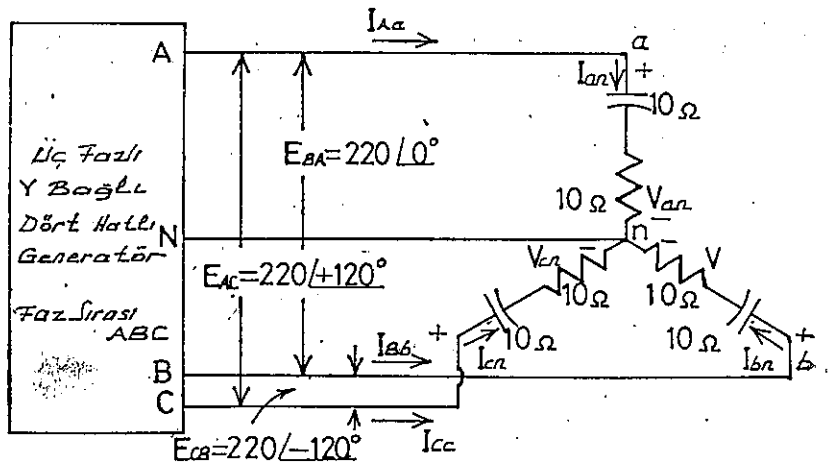 I_Aa
A
a
I_an
+
10 Ω
Üç Fazlı
Y Bağlı
Dört Hatlı
Generatör
Faz Sırası
ABC
E_BA=220/0°
10 Ω
V_an
−
N
n
E_AC=220/+120°
V_cn
−
−
V
10 Ω
10 Ω
+
10 Ω
10 Ω
+
I_cn
I_bn
b
B
I_Bb
C
I_Cc
E_CB=220/−120°